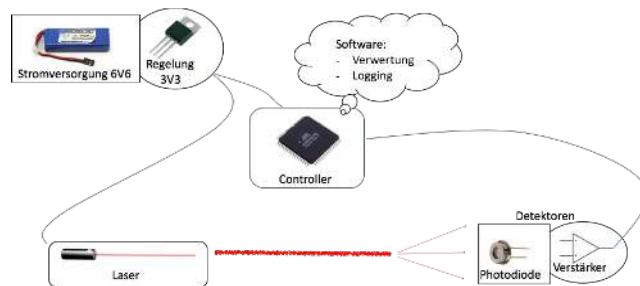 Stromversorgung 6V6
Regelung
3V3
Software:
- Verwertung
- Logging
Controller
Laser
Detektoren
Photodiode
Verstärker